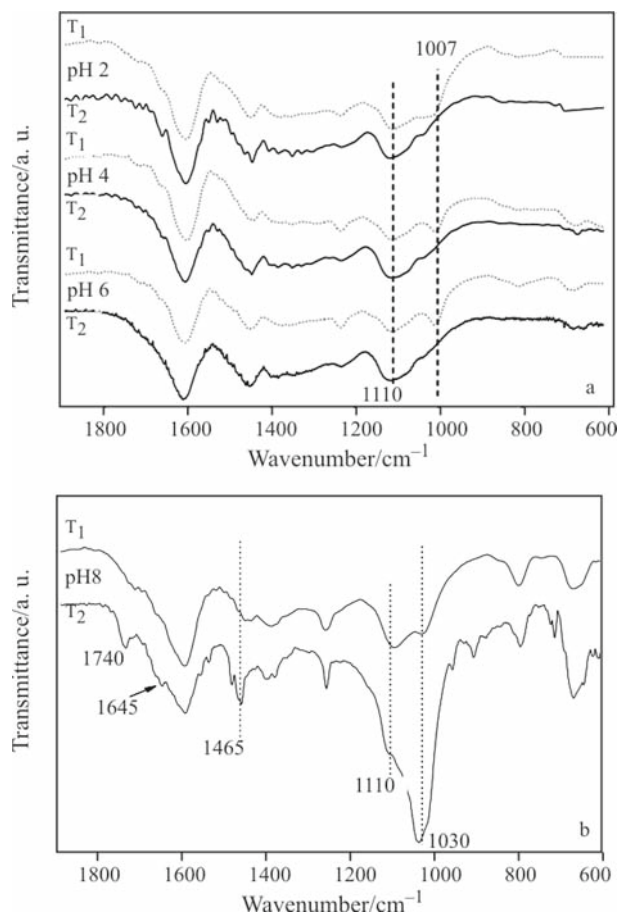 T1
1007
pH 2
T2
T1
pH 4
T2
T1
pH 6
T2
1110
a
1800 1600 1400 1200 1000 800 600
Wavenumber/cm−1
Transmittance/a. u.
T1
pH8
T2
1740
1645
1465
1110
1030
b
1800 1600 1400 1200 1000 800 600
Wavenumber/cm−1
Transmittance/a. u.